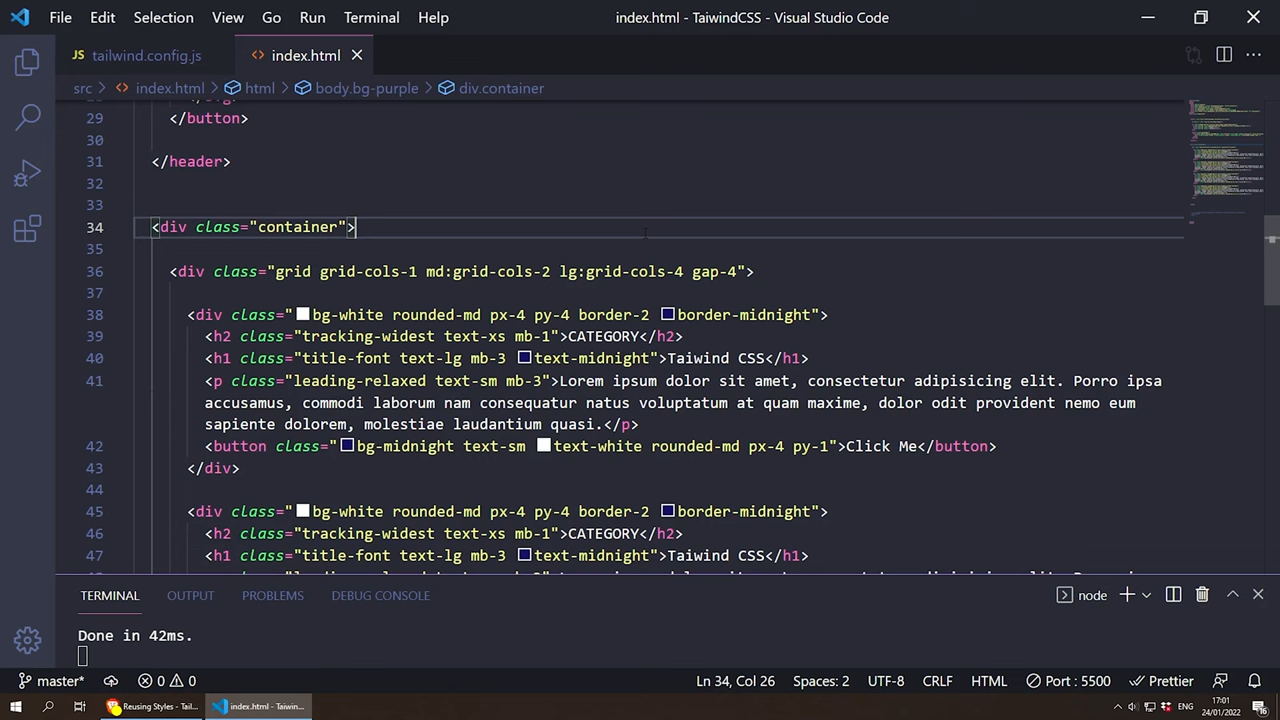 File Edit Selection View Go Run Terminal Help index.html - TaiwindCSS - Visual Studio Code
JS tailwind.config.js <> index.html
src > <> index.html > html > body.bg-purple > div.container
29 </button>
30
31 </header>
32
33
34 <div class="container">
35
36 <div class="grid grid-cols-1 md:grid-cols-2 lg:grid-cols-4 gap-4">
37
38 <div class="bg-white rounded-md px-4 py-4 border-2 border-midnight">
39 <h2 class="tracking-widest text-xs mb-1">CATEGORY</h2>
40 <h1 class="title-font text-lg mb-3 text-midnight">Taiwind CSS</h1>
41 <p class="leading-relaxed text-sm mb-3">Lorem ipsum dolor sit amet, consectetur adipisicing elit. Porro ipsa
accusamus, commodi laborum nam consequatur natus voluptatum at quam maxime, dolor odit provident nemo eum
sapiente dolorem, molestiae laudantium quasi.</p>
42 <button class="bg-midnight text-sm text-white rounded-md px-4 py-1">Click Me</button>
43 </div>
44
45 <div class="bg-white rounded-md px-4 py-4 border-2 border-midnight">
46 <h2 class="tracking-widest text-xs mb-1">CATEGORY</h2>
47 <h1 class="title-font text-lg mb-3 text-midnight">Taiwind CSS</h1>
TERMINAL OUTPUT PROBLEMS DEBUG CONSOLE node
Done in 42ms.
master* 0 0 Ln 34, Col 26 Spaces: 2 UTF-8 CRLF HTML Port : 5500 Prettier
Reusing Styles - Tail... index.html - Taiwin... ENG 17:01
24/01/2022 16